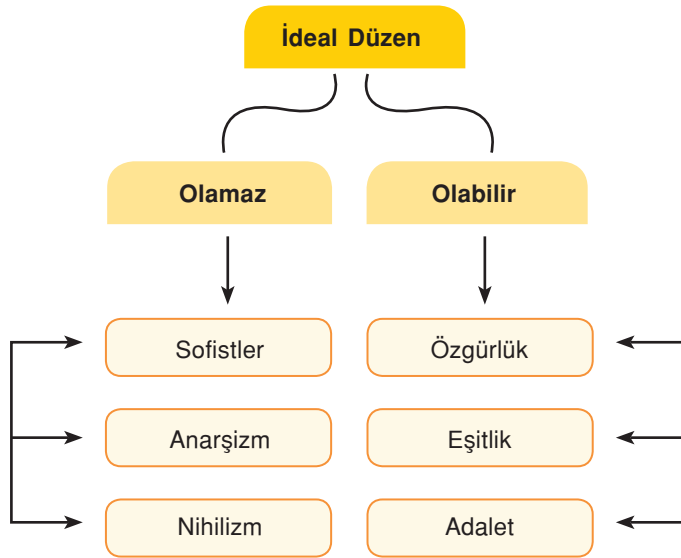 İdeal Düzen
Olamaz
Olabilir
Sofistler
Özgürlük
Anarşizm
Eşitlik
Nihilizm
Adalet